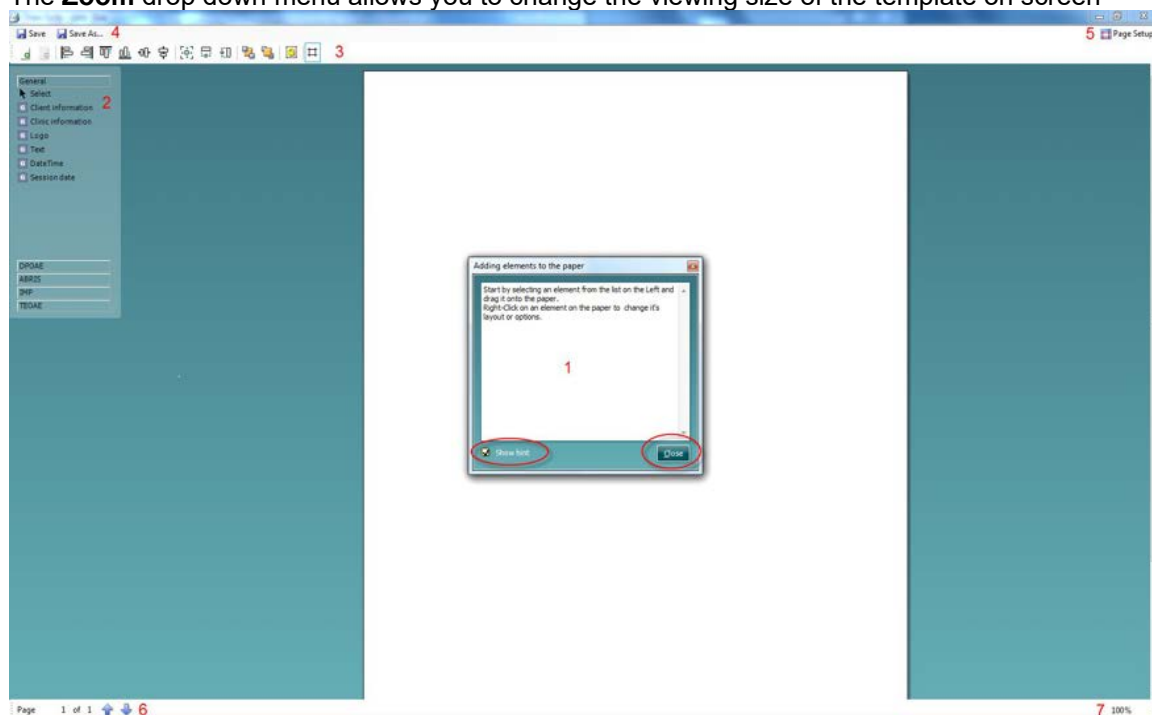 The Zoom drop down menu allows you to change the viewing size of the template on screen
Save Save As... 4
5 Page Setup
3
General
Select
Client information 2
Clinic information
Logo
Text
DateTime
Session date
DPOAE
ABRIS
IMP
TEOAE
Adding elements to the paper
Start by selecting an element from the list on the Left and
drag it onto the paper.
Right-Click on an element on the paper to change it's
layout or options.
1
Show hint
Close
Page 1 of 1 6
7 100%